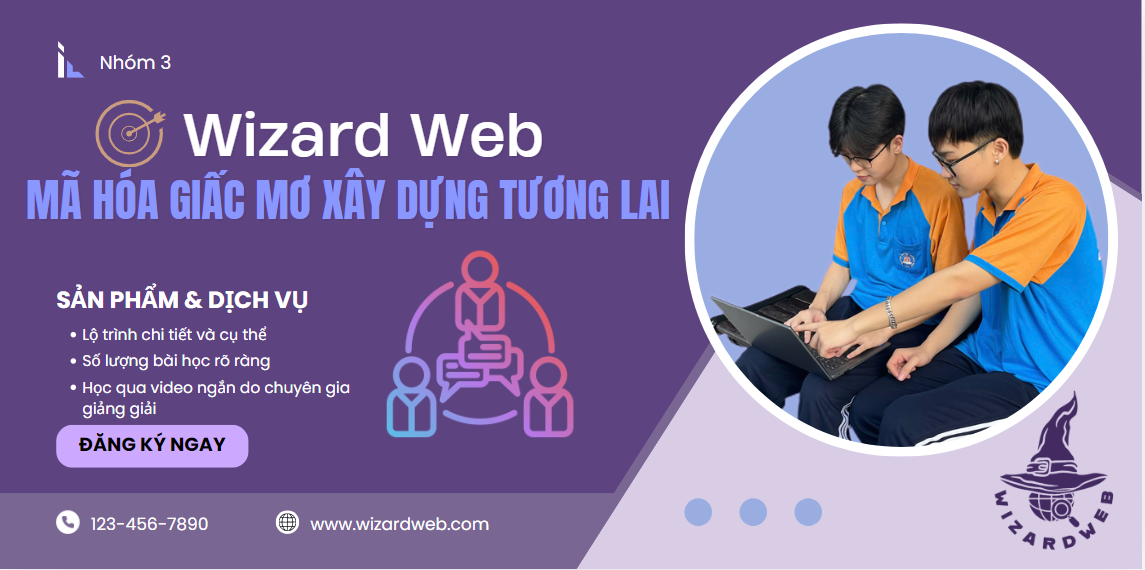 Nhóm 3
Wizard Web
MÃ HÓA GIẤC MƠ XÂY DỰNG TƯƠNG LAI
SẢN PHẨM & DỊCH VỤ
• Lộ trình chi tiết và cụ thể
• Số lượng bài học rõ ràng
• Học qua video ngắn do chuyên gia
giảng giải
ĐĂNG KÝ NGAY
123-456-7890
www.wizardweb.com
WIZARDWEB